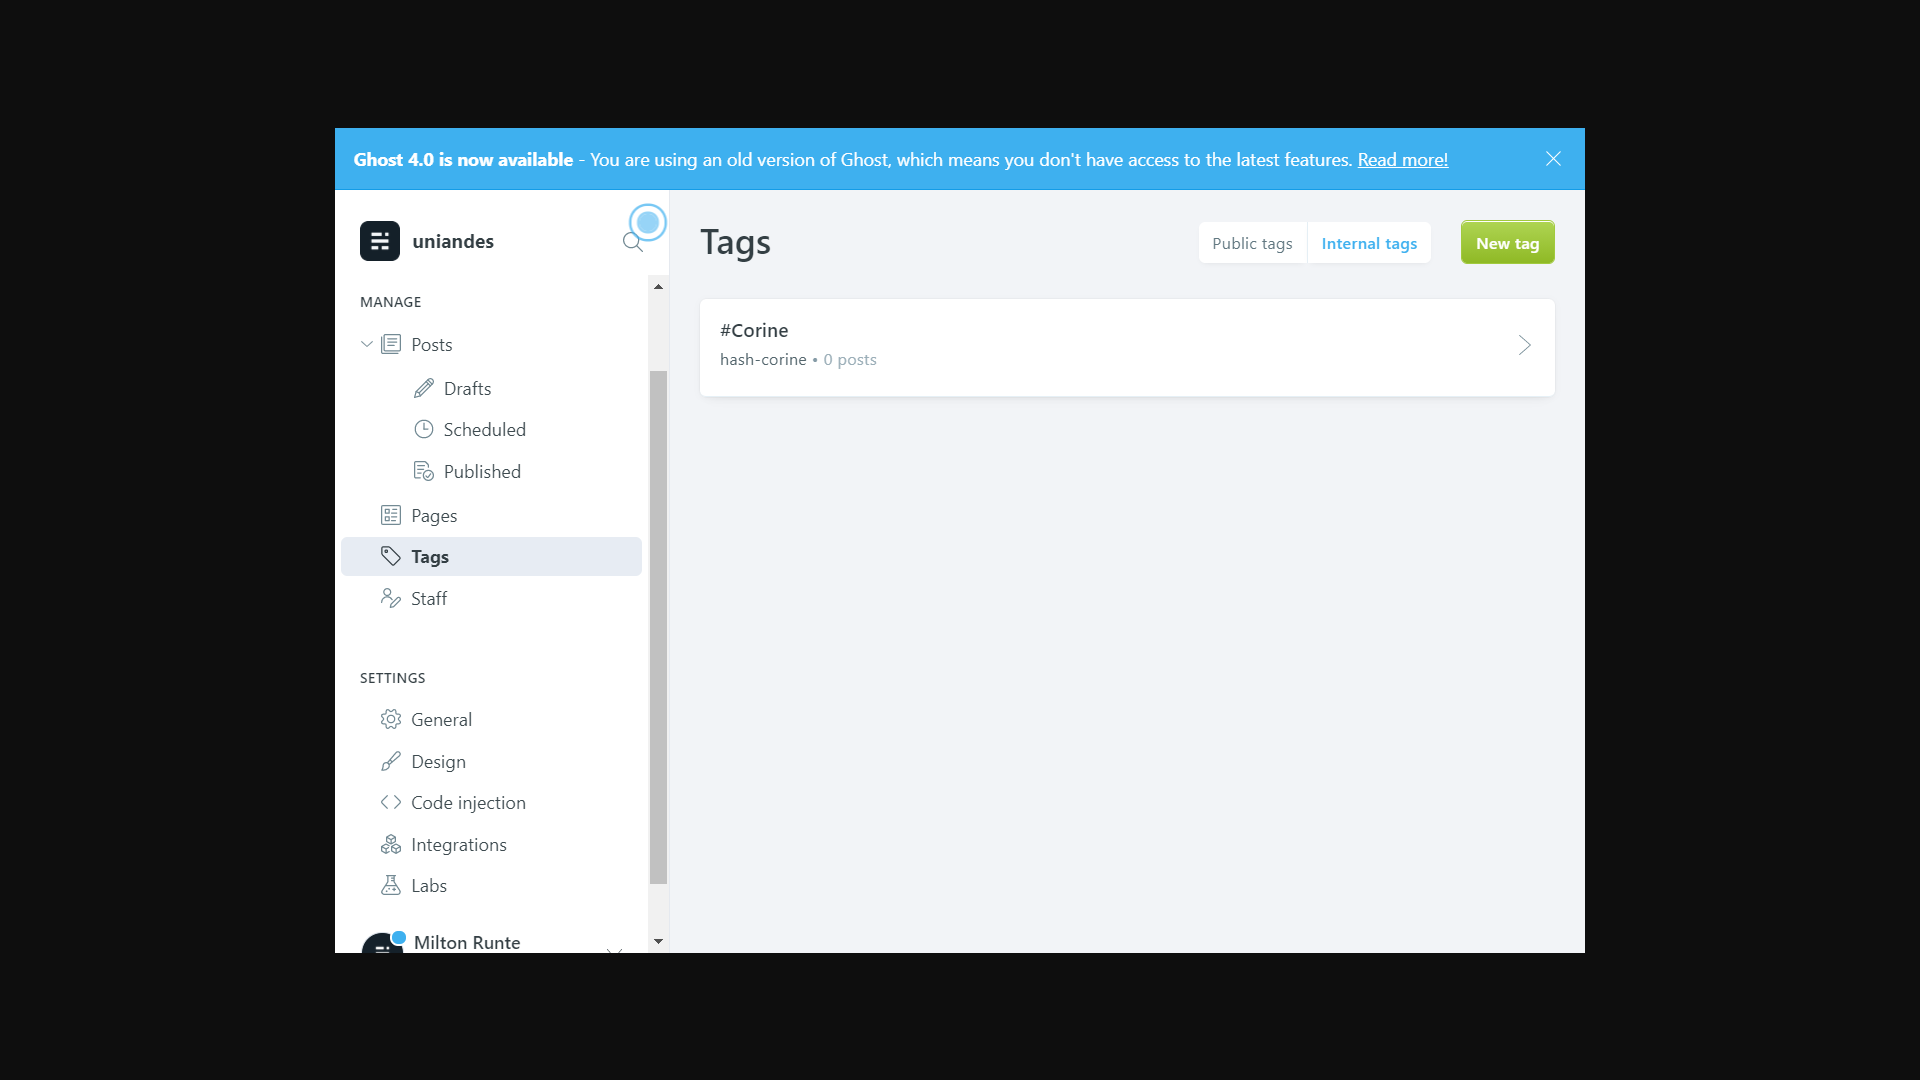 Ghost 4.0 is now available - You are using an old version of Ghost, which means you don't have access to the latest features. Read more!
uniandes
MANAGE
Posts
Drafts
Scheduled
Published
Pages
Tags
Staff
SETTINGS
General
Design
Code injection
Integrations
Labs
Milton Runte
Tags
Public tags
Internal tags
New tag
#Corine
hash-corine • 0 posts